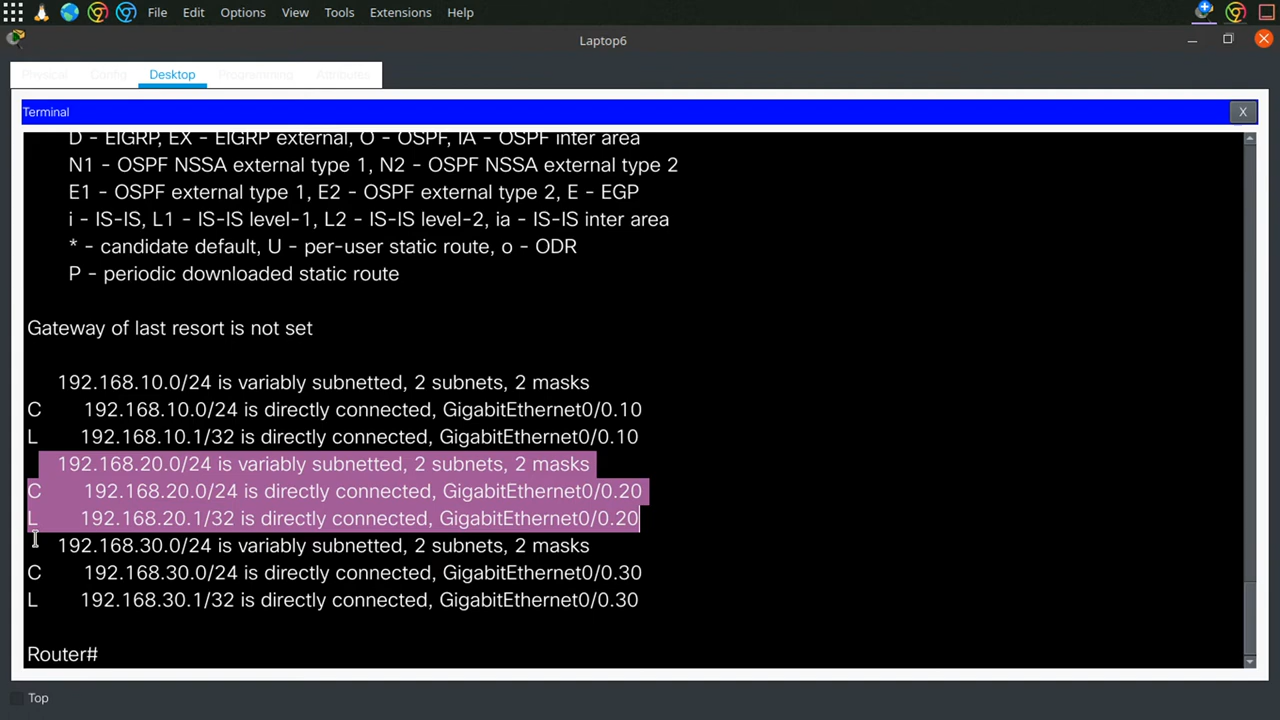 File Edit Options View Tools Extensions Help
Laptop6
Physical Config Desktop Programming Attributes
Terminal X
D - EIGRP, EX - EIGRP external, O - OSPF, IA - OSPF inter area
N1 - OSPF NSSA external type 1, N2 - OSPF NSSA external type 2
E1 - OSPF external type 1, E2 - OSPF external type 2, E - EGP
i - IS-IS, L1 - IS-IS level-1, L2 - IS-IS level-2, ia - IS-IS inter area
* - candidate default, U - per-user static route, o - ODR
P - periodic downloaded static route
Gateway of last resort is not set
192.168.10.0/24 is variably subnetted, 2 subnets, 2 masks
C 192.168.10.0/24 is directly connected, GigabitEthernet0/0.10
L 192.168.10.1/32 is directly connected, GigabitEthernet0/0.10
192.168.20.0/24 is variably subnetted, 2 subnets, 2 masks
C 192.168.20.0/24 is directly connected, GigabitEthernet0/0.20
L 192.168.20.1/32 is directly connected, GigabitEthernet0/0.20
192.168.30.0/24 is variably subnetted, 2 subnets, 2 masks
C 192.168.30.0/24 is directly connected, GigabitEthernet0/0.30
L 192.168.30.1/32 is directly connected, GigabitEthernet0/0.30
Router#
Top